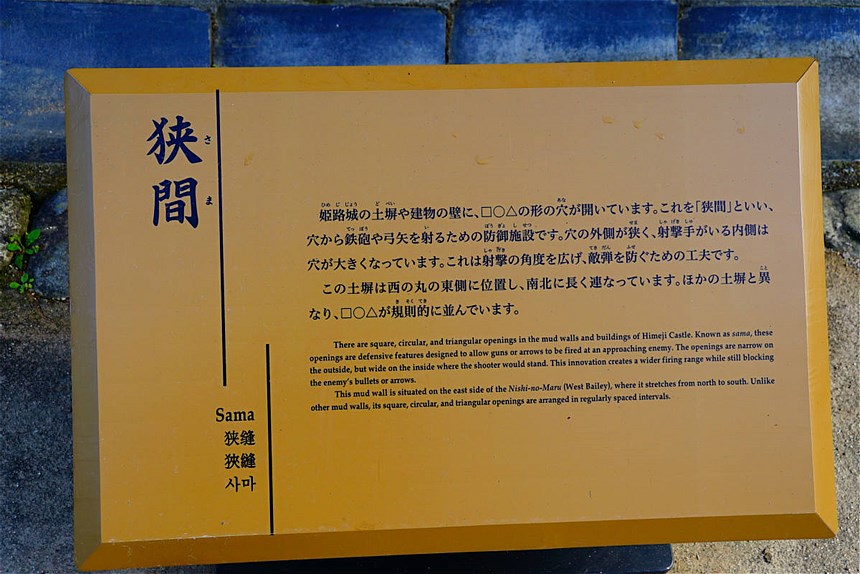 狭間
さま
姫路城の土塀や建物の壁に、□○△の形の穴が開いています。これを「狭間」といい、
穴から鉄砲や弓矢を射るための防御施設です。穴の外側が狭く、射撃手がいる内側は
穴が大きくなっています。これは射撃の角度を広げ、敵弾を防ぐための工夫です。
この土塀は西の丸の東側に位置し、南北に長く連なっています。ほかの土塀と異
なり、□○△が規則的に並んでいます。
There are square, circular, and triangular openings in the mud walls and buildings of Himeji Castle. Known as sama, these
openings are defensive features designed to allow guns or arrows to be fired at an approaching enemy. The openings are narrow on
the outside, but wide on the inside where the shooter would stand. This innovation creates a wider firing range while still blocking
the enemy's bullets or arrows.
This mud wall is situated on the east side of the Nishi-no-Maru (West Bailey), where it stretches from north to south. Unlike
other mud walls, its square, circular, and triangular openings are arranged in regularly spaced intervals.
Sama
狭缝
狹縫
사마